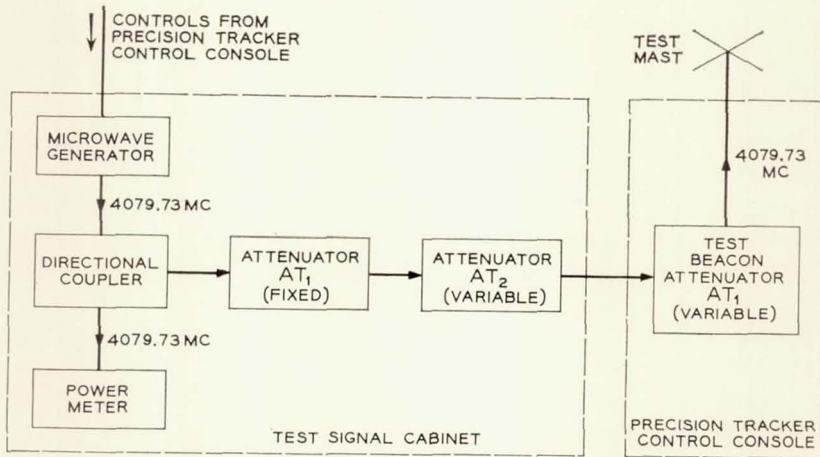 CONTROLS FROM
PRECISION TRACKER
CONTROL CONSOLE
TEST
MAST
MICROWAVE
GENERATOR
4079.73 MC
4079.73
MC
DIRECTIONAL
COUPLER
ATTENUATOR
AT1
(FIXED)
ATTENUATOR
AT2
(VARIABLE)
TEST
BEACON
ATTENUATOR
AT1
(VARIABLE)
4079.73 MC
POWER
METER
TEST SIGNAL CABINET
PRECISION TRACKER
CONTROL CONSOLE